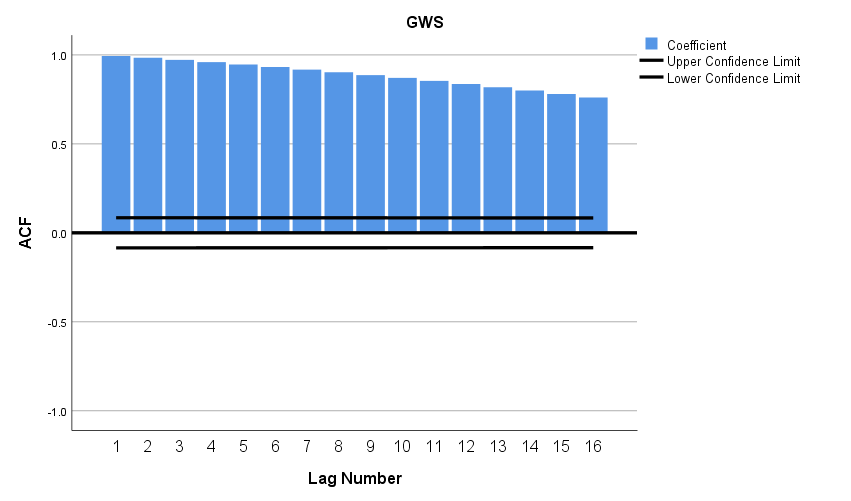 GWS
Coefficient
Upper Confidence Limit
Lower Confidence Limit
1.0
0.5
0.0
-0.5
-1.0
ACF
1 2 3 4 5 6 7 8 9 10 11 12 13 14 15 16
Lag Number